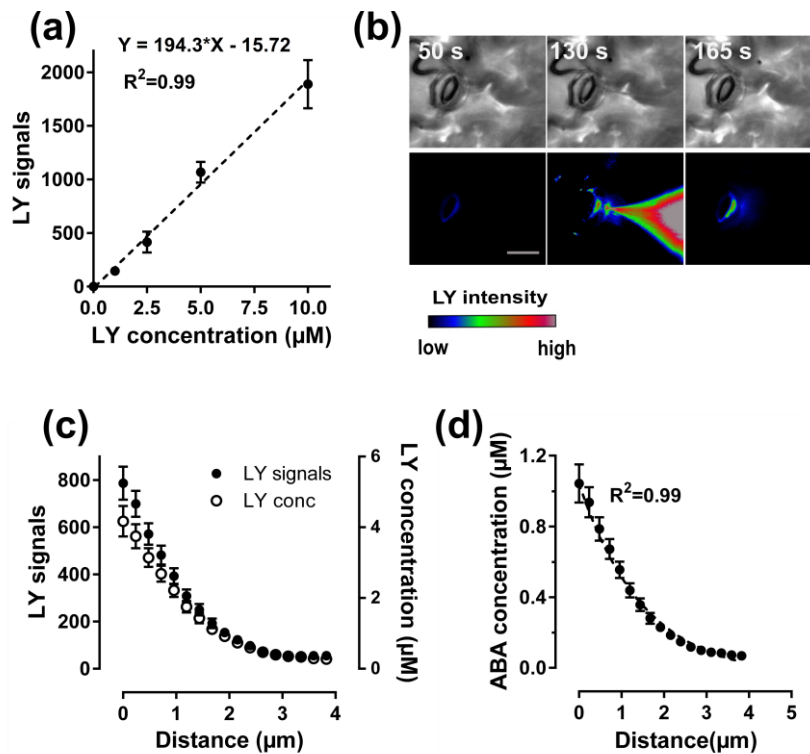 (a)
Y = 194.3*X - 15.72
R2=0.99
2000
1500
1000
500
0
LY signals
0.0 2.5 5.0 7.5 10.0
LY concentration (µM)
(b)
50 s 130 s 165 s
LY intensity
low high
(c)
800
600
400
200
0
LY signals
LY signals
LY conc
6
4
2
0
LY concentration
(µM)
0 1 2 3 4
Distance (µm)
(d)
1.2
0.6
0.0
ABA concentration (µM)
R2=0.99
0 1 2 3 4 5
Distance(µm)